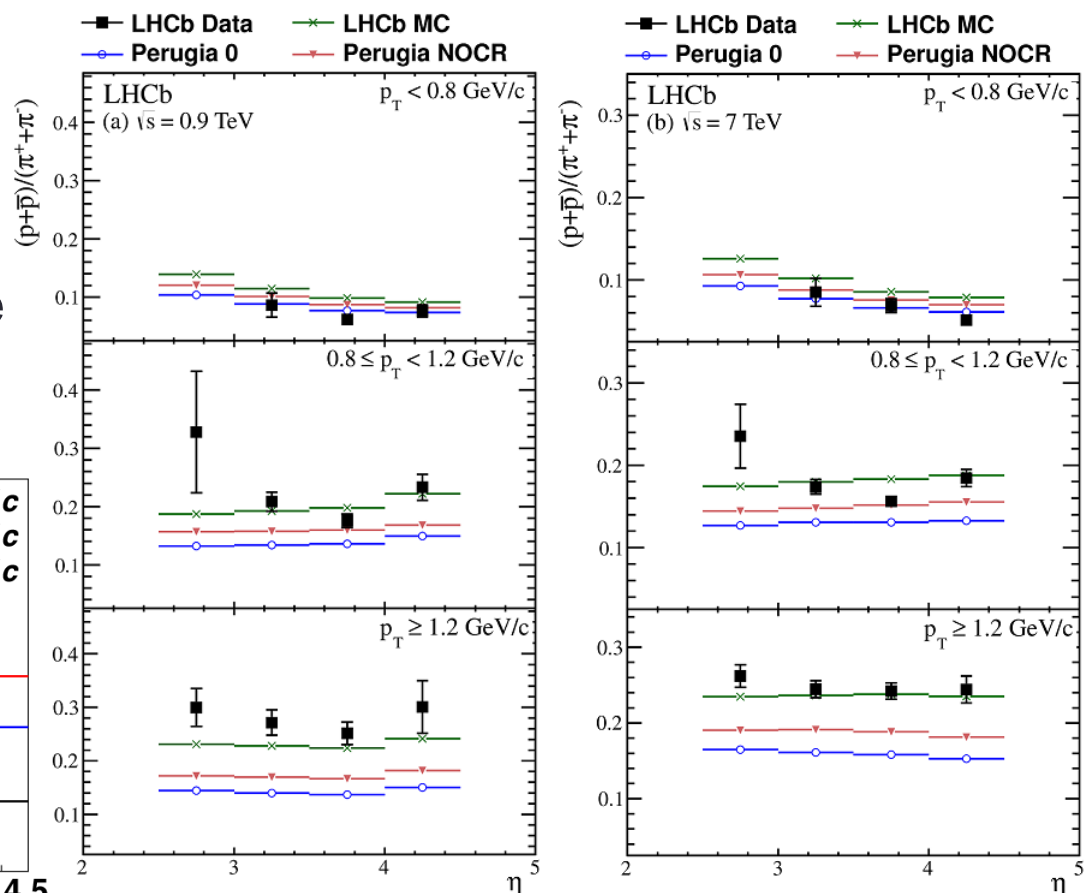 LHCb Data
LHCb MC
Perugia 0
Perugia NOCR
LHCb
(a) √s = 0.9 TeV
p_T < 0.8 GeV/c
(p+p̅)/(π⁺+π⁻)
0.4
0.3
0.2
0.1
0.8 ≤ p_T < 1.2 GeV/c
0.4
0.3
0.2
0.1
p_T ≥ 1.2 GeV/c
0.4
0.3
0.2
0.1
2
3
4
5
η
LHCb Data
LHCb MC
Perugia 0
Perugia NOCR
LHCb
(b) √s = 7 TeV
p_T < 0.8 GeV/c
(p+p̅)/(π⁺+π⁻)
0.3
0.2
0.1
0.8 ≤ p_T < 1.2 GeV/c
0.3
0.2
0.1
p_T ≥ 1.2 GeV/c
0.3
0.2
0.1
2
3
4
5
η
e
c
c
c
4.5